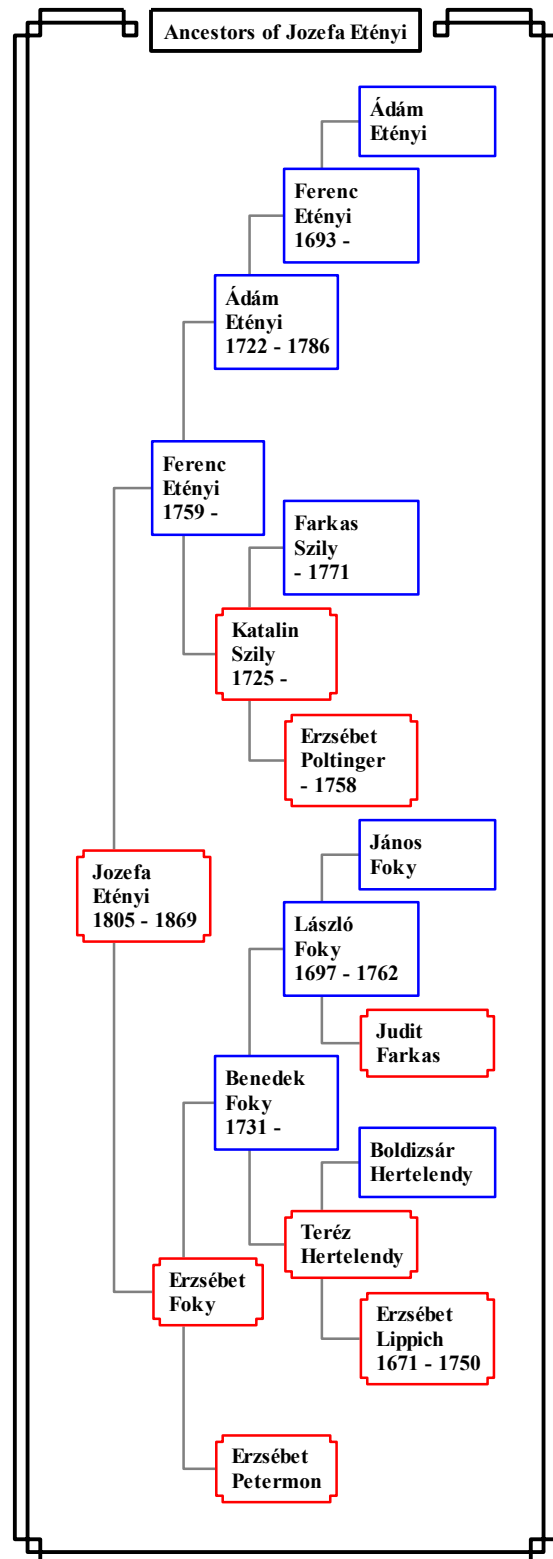 Ancestors of Jozefa Etényi
Ádám
Etényi
Ferenc
Etényi
1693 -
Ádám
Etényi
1722 - 1786
Ferenc
Etényi
1759 -
Farkas
Szily
- 1771
Katalin
Szily
1725 -
Erzsébet
Poltinger
- 1758
János
Foky
Jozefa
Etényi
1805 - 1869
László
Foky
1697 - 1762
Judit
Farkas
Benedek
Foky
1731 -
Boldizsár
Hertelendy
Teréz
Hertelendy
Erzsébet
Foky
Erzsébet
Lippich
1671 - 1750
Erzsébet
Petermon